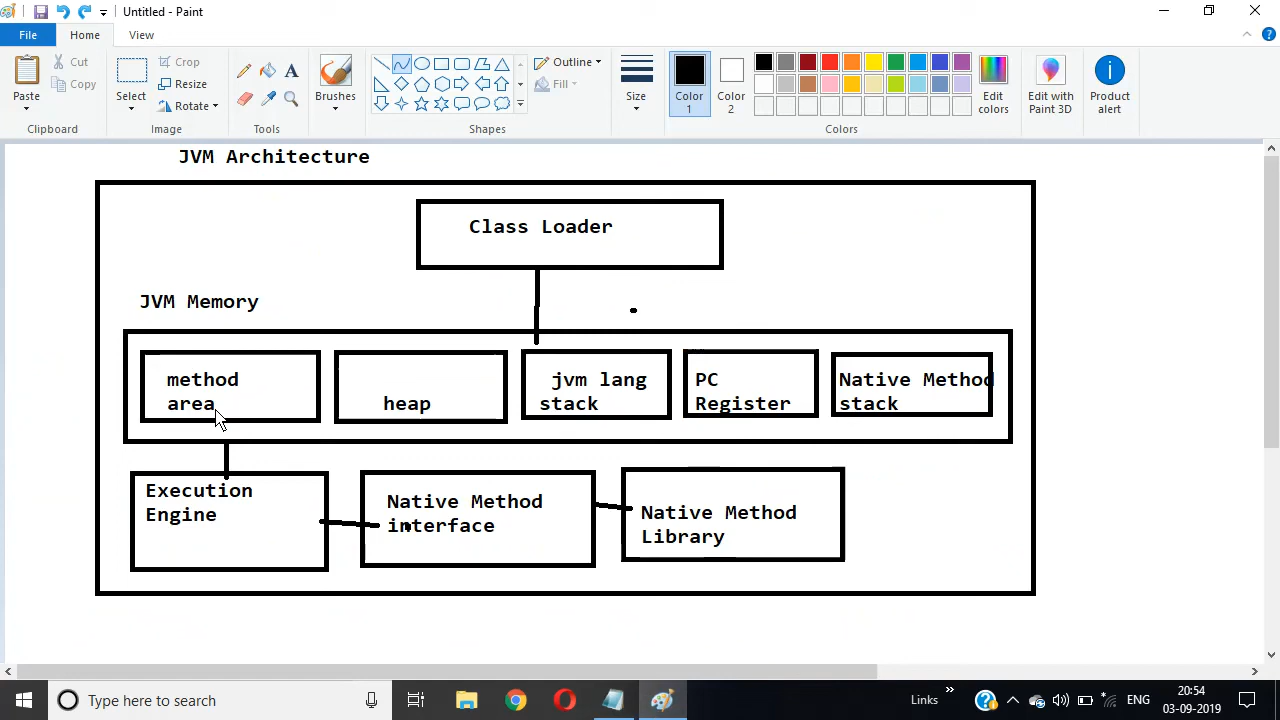 Untitled - Paint
File
Home
View
Paste
Cut
Copy
Clipboard
Select
Crop
Resize
Rotate
Image
A
Tools
Brushes
Shapes
Outline
Fill
Size
Color 1
Color 2
Colors
Edit colors
Edit with Paint 3D
Product alert
JVM Architecture
Class Loader
JVM Memory
method
area
heap
jvm lang
stack
PC
Register
Native Method
stack
Execution
Engine
Native Method
interface
Native Method
Library
Type here to search
Links
ENG
20:54
03-09-2019